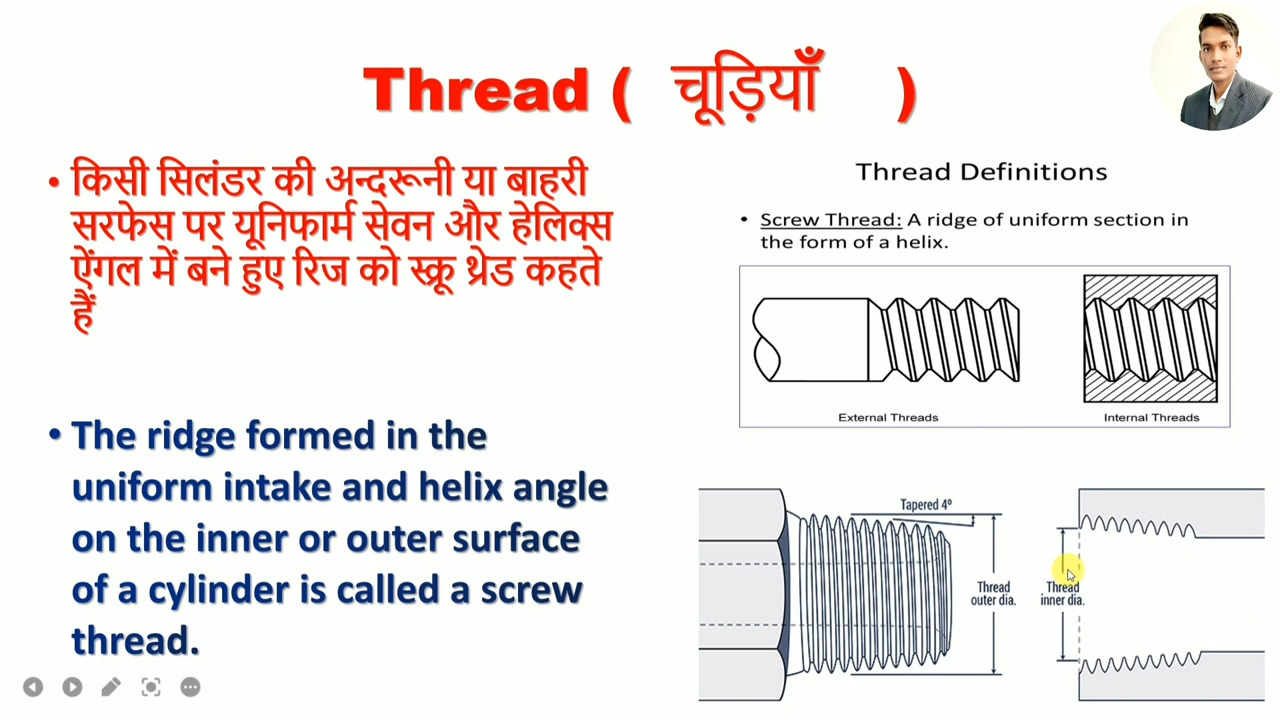 Thread ( चूड़ियाँ )
• किसी सिलंडर की अन्दरूनी या बाहरी
सरफेस पर यूनिफार्म सेवन और हेलिक्स
ऐंगल में बने हुए रिज को स्क्रू थ्रेड कहते
हैं
• The ridge formed in the
uniform intake and helix angle
on the inner or outer surface
of a cylinder is called a screw
thread.
Thread Definitions
• Screw Thread: A ridge of uniform section in
the form of a helix.
External Threads
Internal Threads
Tapered 4º
Thread
outer dia.
Thread
inner dia.